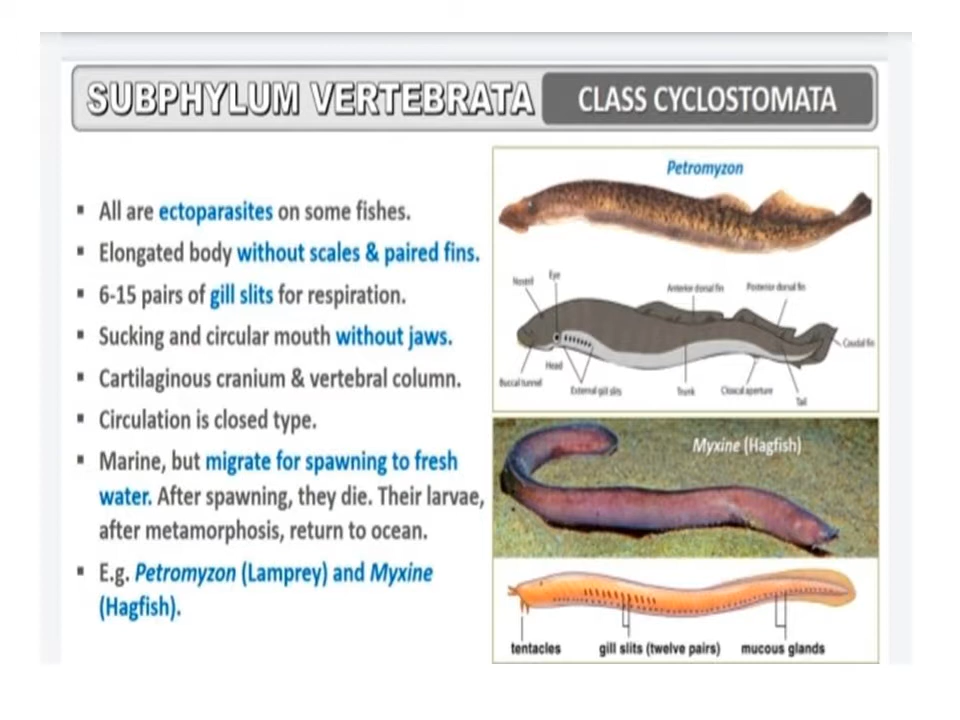 SUBPHYLUM VERTEBRATA
CLASS CYCLOSTOMATA
▪ All are ectoparasites on some fishes.
▪ Elongated body without scales & paired fins.
▪ 6-15 pairs of gill slits for respiration.
▪ Sucking and circular mouth without jaws.
▪ Cartilaginous cranium & vertebral column.
▪ Circulation is closed type.
▪ Marine, but migrate for spawning to fresh
water. After spawning, they die. Their larvae,
after metamorphosis, return to ocean.
▪ E.g. Petromyzon (Lamprey) and Myxine
(Hagfish).
Petromyzon
Eye
Anterior dorsal fin
Posterior dorsal fin
Caudal fin
Head
External gill slits
Trunk
Cloacal aperture
Tail
Myxine (Hagfish)
tentacles
gill slits (twelve pairs)
mucous glands